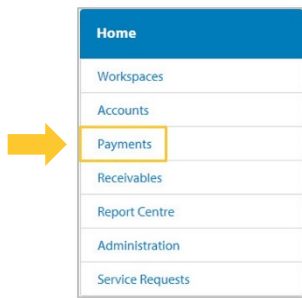 Home
Workspaces
Accounts
Payments
Receivables
Report Centre
Administration
Service Requests